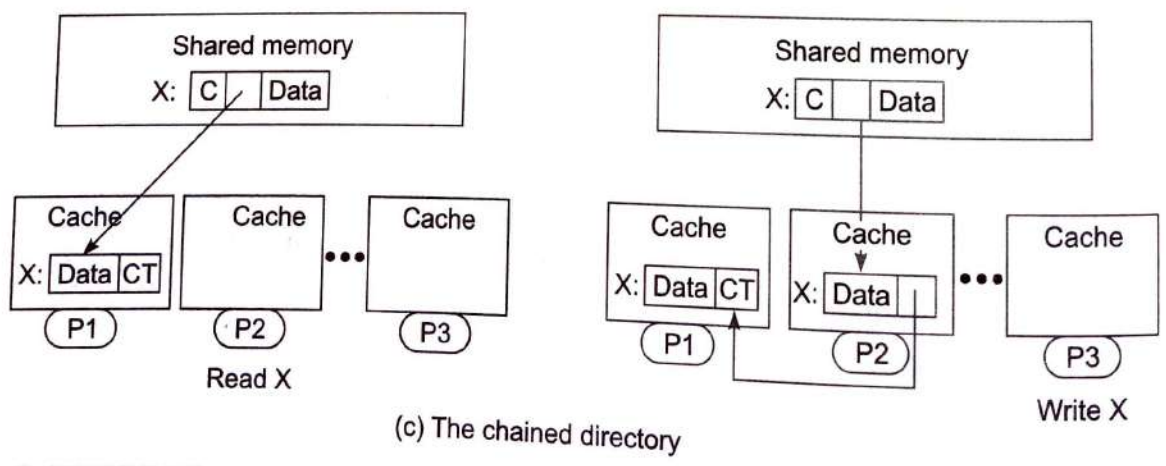 Shared memory
X: C Data
Cache Cache Cache
X: Data CT
P1 P2 P3
Read X
Shared memory
X: C Data
Cache Cache Cache
X: Data CT X: Data
P1 P2 P3
Write X
(c) The chained directory